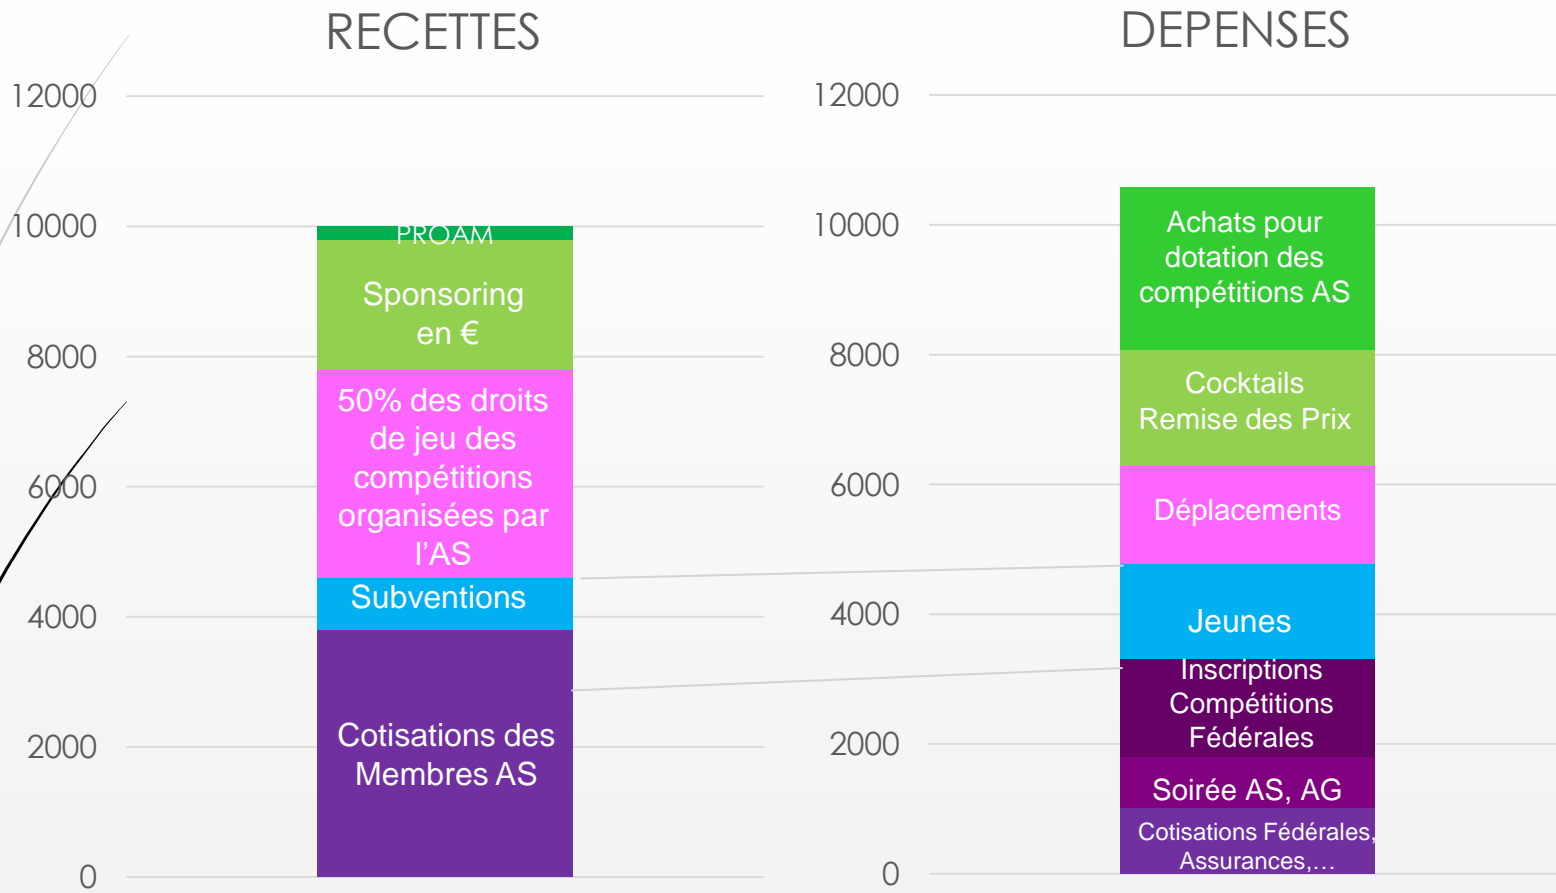 RECETTES
12000
10000
8000
6000
4000
2000
0
PROAM
Sponsoring
en €
50% des droits
de jeu des
compétitions
organisées par
l’AS
Subventions
Cotisations des
Membres AS
DEPENSES
12000
10000
8000
6000
4000
2000
0
Achats pour
dotation des
compétitions AS
Cocktails
Remise des Prix
Déplacements
Jeunes
Inscriptions
Compétitions
Fédérales
Soirée AS, AG
Cotisations Fédérales,
Assurances,…